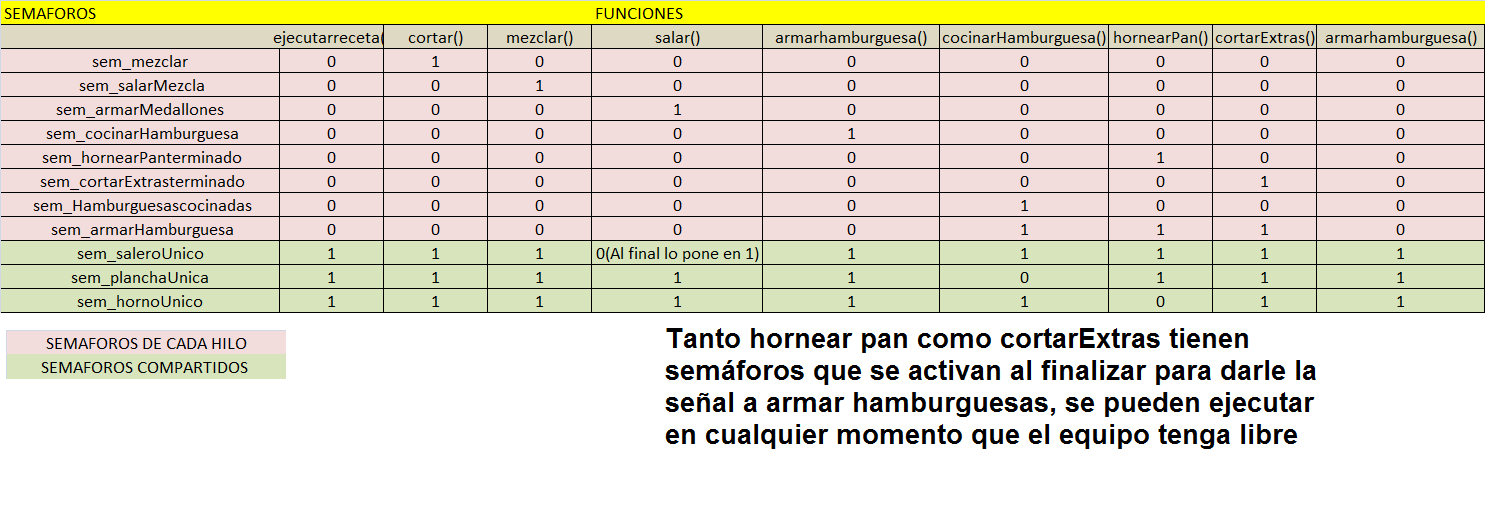 SEMAFOROS FUNCIONES
ejecutarreceta( cortar() mezclar() salar() armarhamburguesa() cocinarHamburguesa() hornearPan() cortarExtras() armarhamburguesa()
sem_mezclar 0 1 0 0 0 0 0 0 0
sem_salarMezcla 0 0 1 0 0 0 0 0 0
sem_armarMedallones 0 0 0 1 0 0 0 0 0
sem_cocinarHamburguesa 0 0 0 0 1 0 0 0 0
sem_hornearPanterminado 0 0 0 0 0 0 1 0 0
sem_cortarExtrasterminado 0 0 0 0 0 0 0 1 0
sem_Hamburguesascocinadas 0 0 0 0 0 1 0 0 0
sem_armarHamburguesa 0 0 0 0 0 1 1 1 0
sem_saleroUnico 1 1 1 0(Al final lo pone en 1) 1 1 1 1 1
sem_planchaUnica 1 1 1 1 1 0 1 1 1
sem_hornoUnico 1 1 1 1 1 1 0 1 1
SEMAFOROS DE CADA HILO
SEMAFOROS COMPARTIDOS
Tanto hornear pan como cortarExtras tienen
semáforos que se activan al finalizar para darle la
señal a armar hamburguesas, se pueden ejecutar
en cualquier momento que el equipo tenga libre